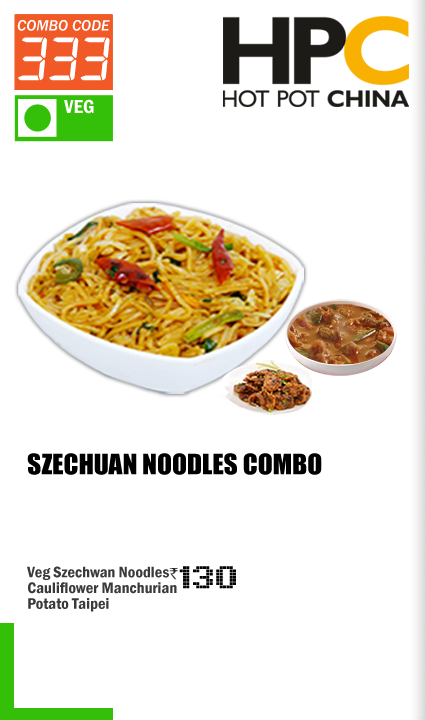 COMBO CODE
333
VEG
HPC
HOT POT CHINA
SZECHUAN NOODLES COMBO
Veg Szechwan Noodles ₹130
Cauliflower Manchurian
Potato Taipei